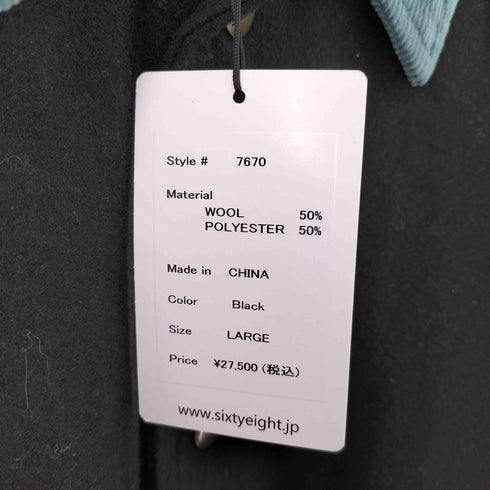 Style # 7670
Material
WOOL 50%
POLYESTER 50%
Made in CHINA
Color Black
Size LARGE
Price ¥27,500（税込）
www.sixtyeight.jp